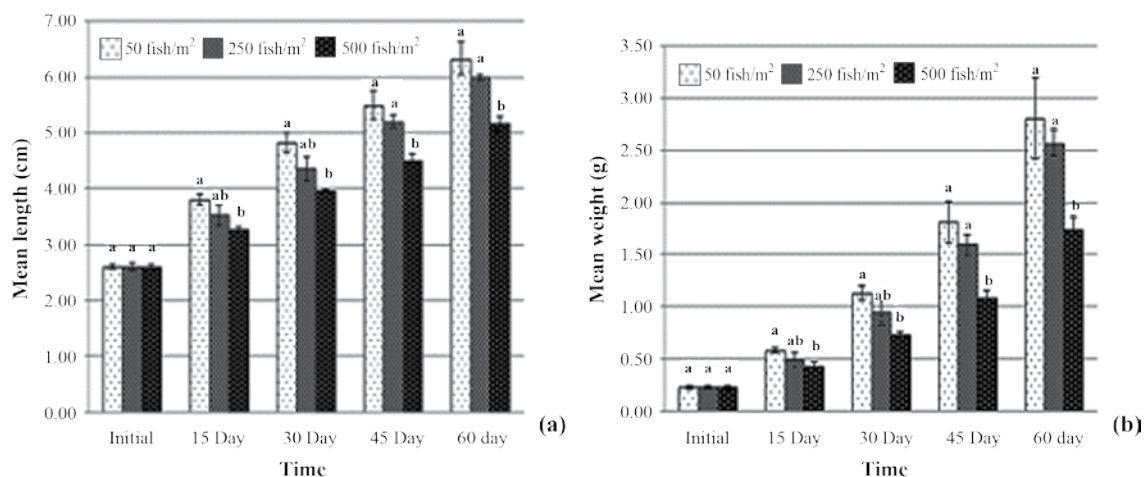 7.00
6.00
5.00
4.00
3.00
2.00
1.00
0.00
Mean length (cm)
50 fish/m² 250 fish/m² 500 fish/m²
a a a
a ab b
a ab b
a a b
a a b
Initial 15 Day 30 Day 45 Day 60 day
Time
(a)
3.50
3.00
2.50
2.00
1.50
1.00
0.50
0.00
Mean weight (g)
50 fish/m² 250 fish/m² 500 fish/m²
a a a
a ab b
a ab b
a a b
a a b
Initial 15 Day 30 Day 45 Day 60 day
Time
(b)